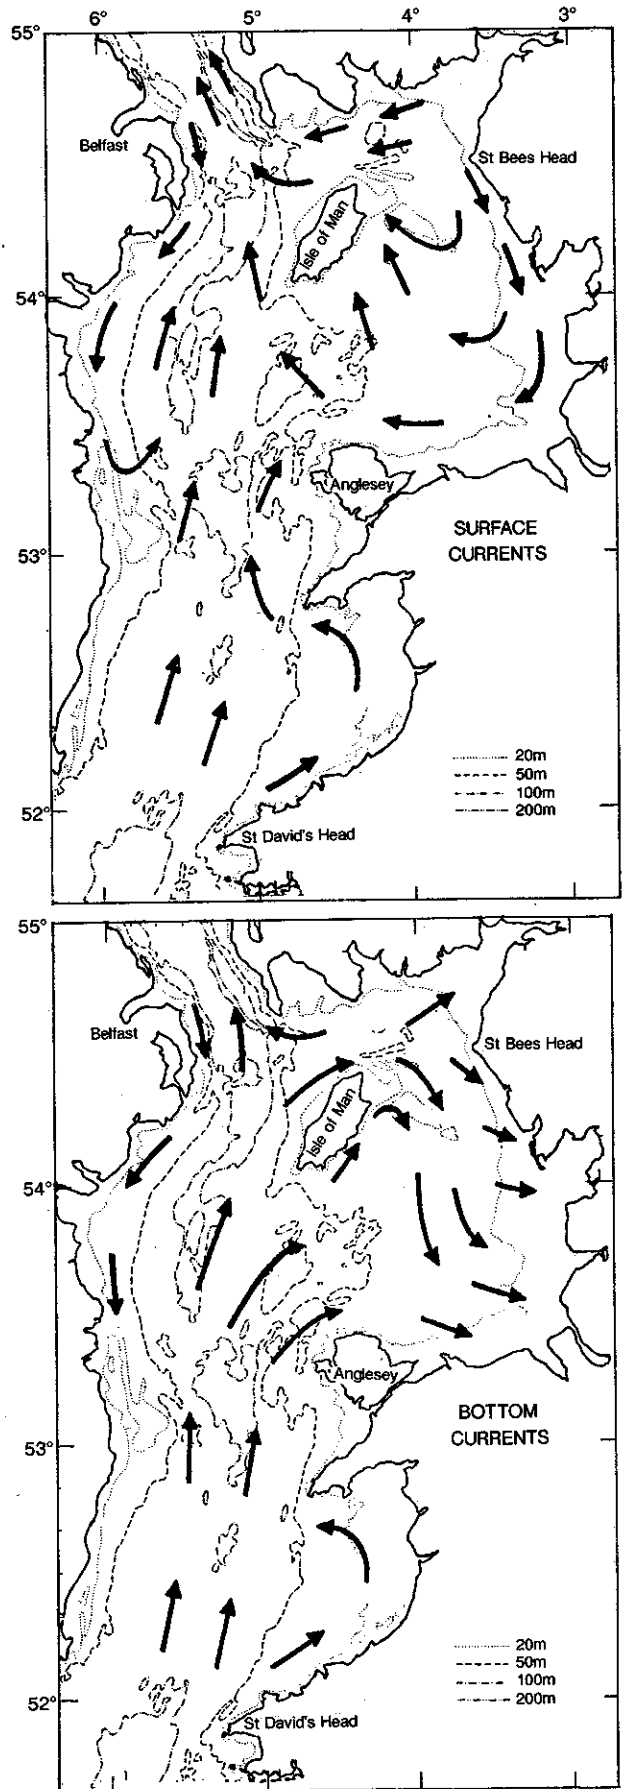 6° 5° 4° 3°
55°
Belfast
St Bees Head
Isle of Man
54°
Anglesey
SURFACE
CURRENTS
53°
20m
50m
100m
200m
52°
St David's Head
55°
Belfast
St Bees Head
Isle of Man
54°
Anglesey
BOTTOM
CURRENTS
53°
20m
50m
100m
200m
52°
St David's Head